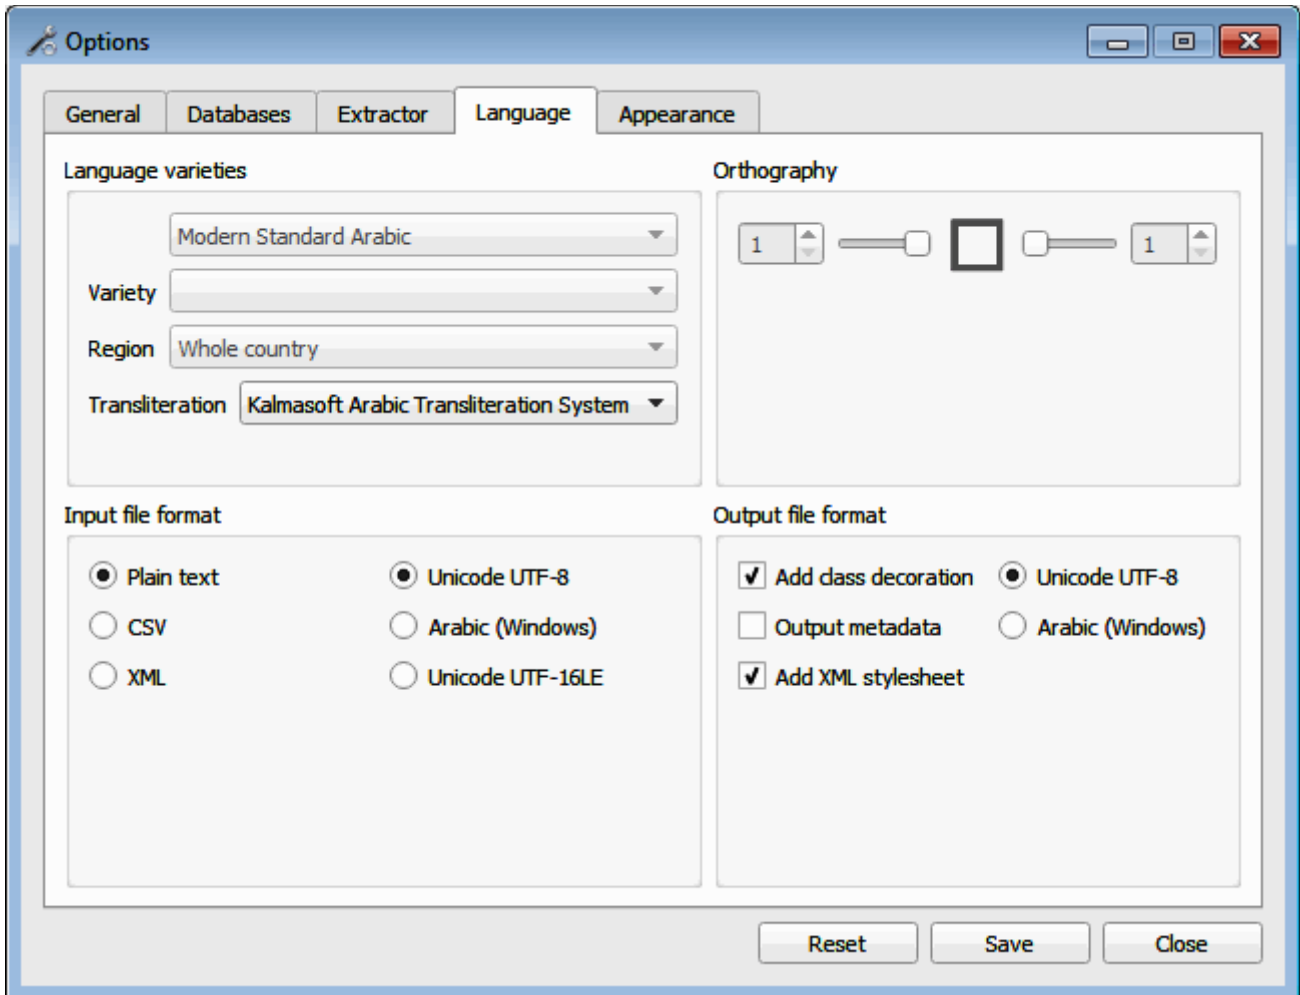 Options
General Databases Extractor Language Appearance
Language varieties
Modern Standard Arabic
Variety
Region Whole country
Transliteration Kalmasoft Arabic Transliteration System
Orthography
1 1
Input file format
Plain text Unicode UTF-8
CSV Arabic (Windows)
XML Unicode UTF-16LE
Output file format
Add class decoration Unicode UTF-8
Output metadata Arabic (Windows)
Add XML stylesheet
Reset Save Close